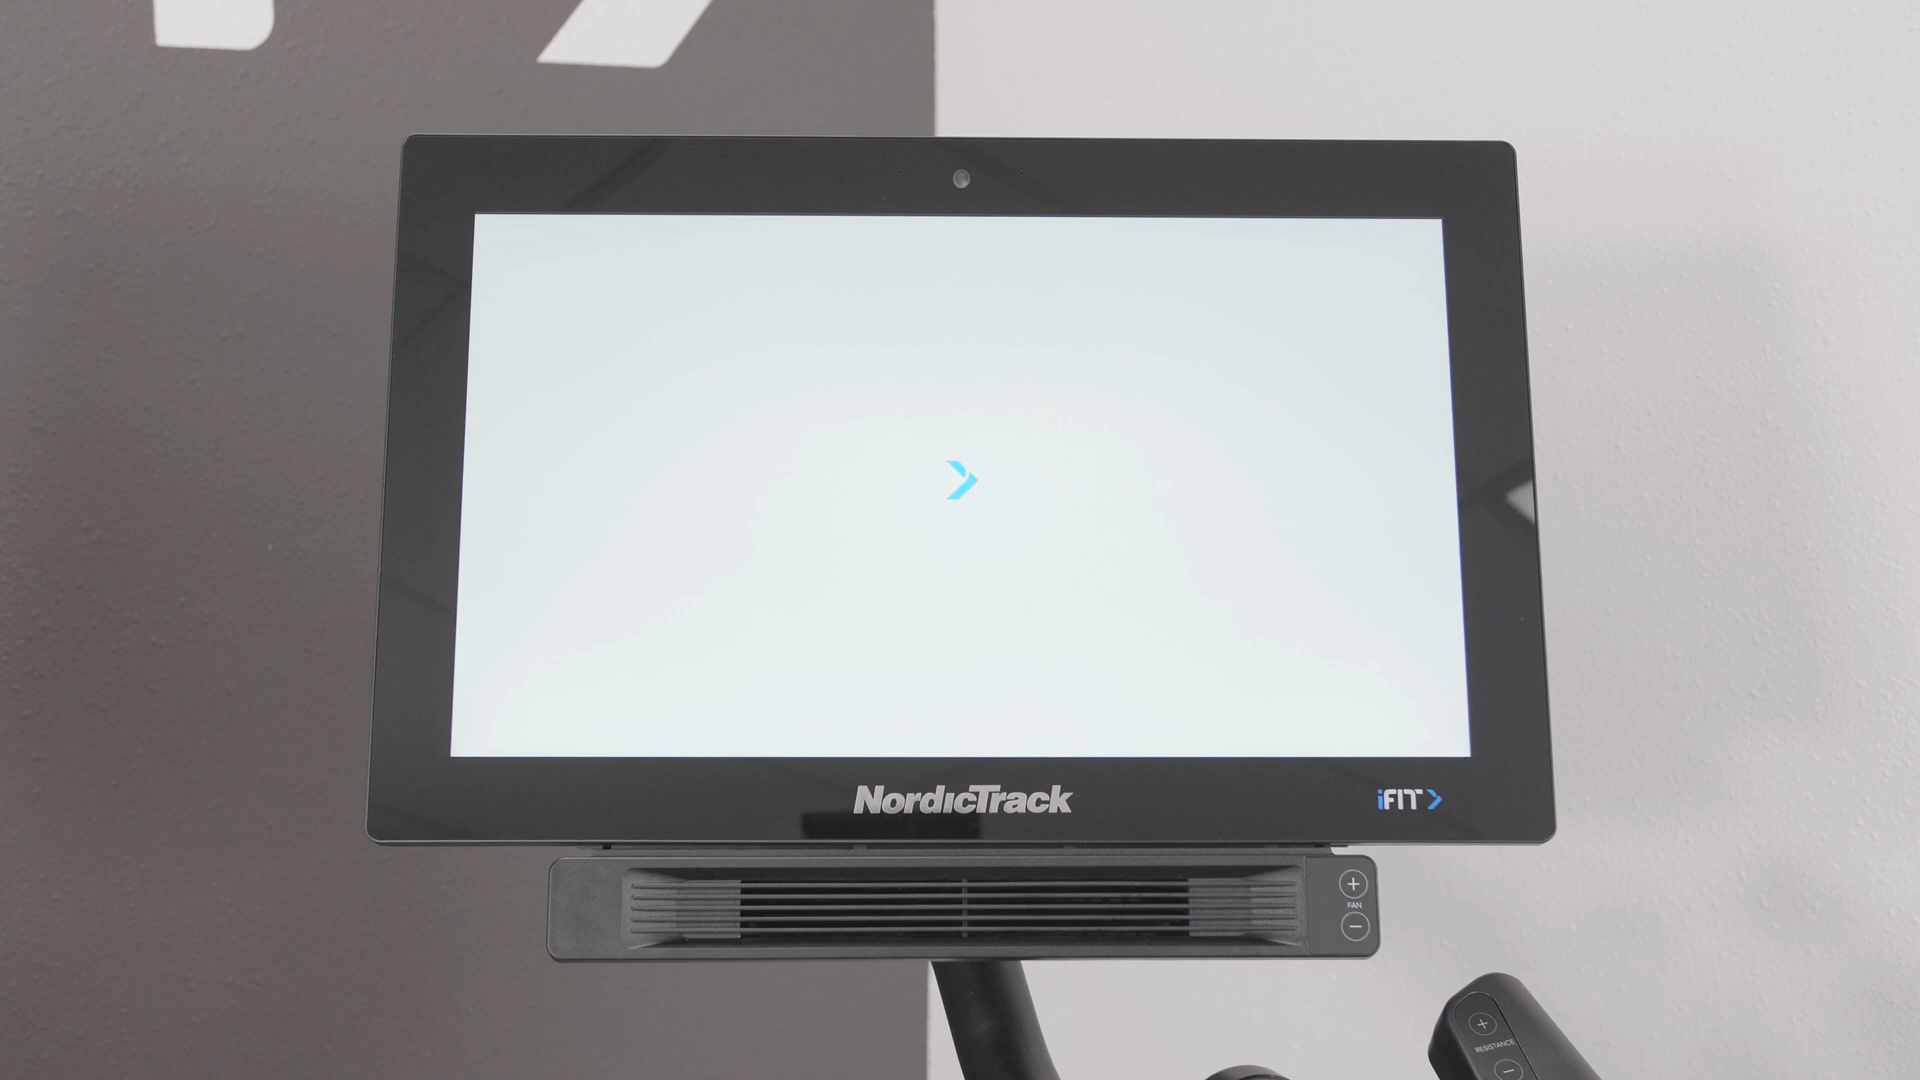 NordicTrack
iFIT
+
FAN
−
+
RESISTANCE
−